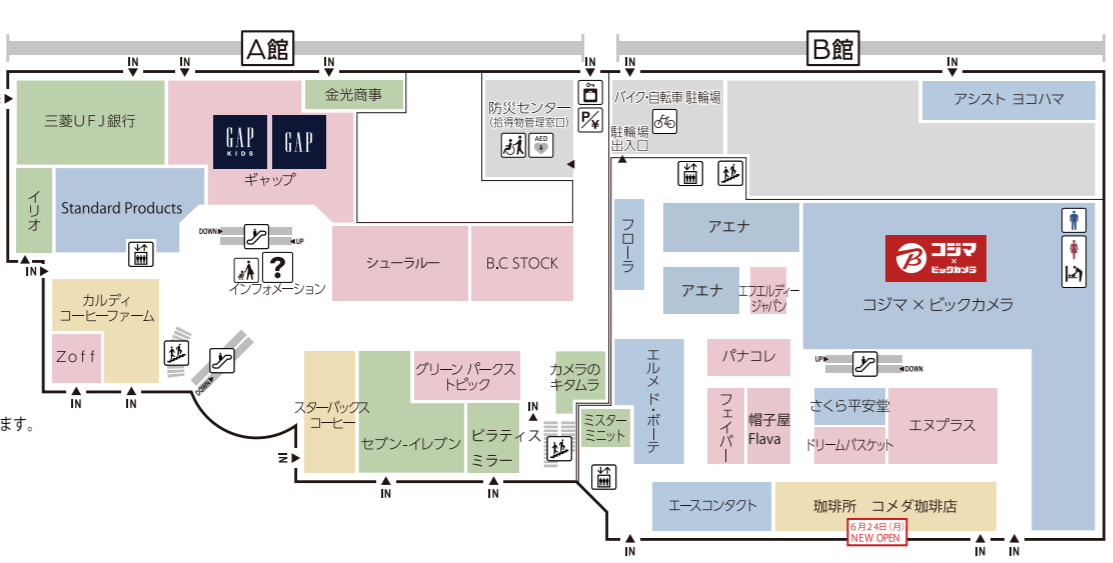 A館
B館
IN
IN
IN
IN
IN
IN
三菱UFJ銀行
金光商事
GAP
KIDS
GAP
ギャップ
防災センター
(拾得物管理窓口)
AED
P/¥
バイク・自転車 駐輪場
駐輪場
出入口
アシスト ヨコハマ
イリオ
Standard Products
DOWN
UP
?
インフォメーション
シューラルー
B.C STOCK
フローラ
アエナ
アエナ
エフエルディー
ジャパン
コジマ
×
ビックカメラ
コジマ×ビックカメラ
IN
カルディ
コーヒーファーム
Zoff
DOWN
IN
IN
ます。
スターバックス
コーヒー
セブン-イレブン
グリーン パークス
トピック
ピラティス
ミラー
カメラの
キタムラ
IN
ミスター
ミニット
IN
IN
IN
エルメ ド・ボーテ
パナコレ
UP
DOWN
フェイバー
帽子屋
Flava
さくら平安堂
ドリームバスケット
エヌプラス
エースコンタクト
珈琲所 コメダ珈琲店
6月24日(月)
NEW OPEN
IN
IN
IN